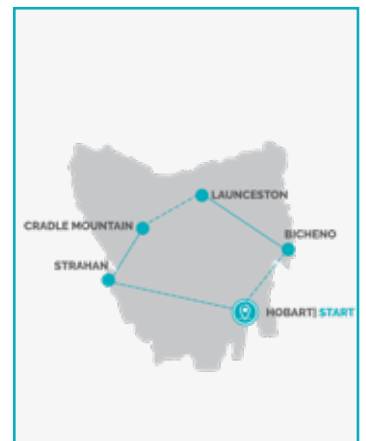 LAUNCESTON
CRADLE MOUNTAIN
BICHENO
STRAHAN
HOBART| START